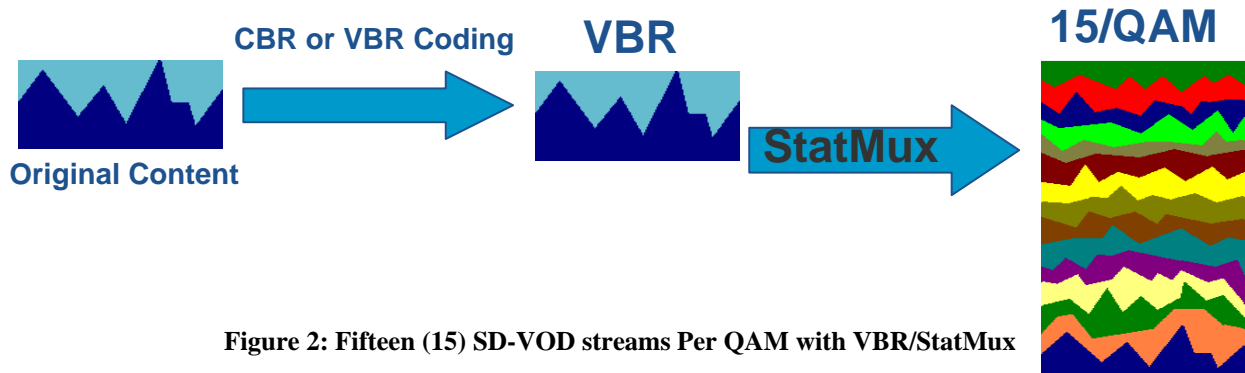 CBR or VBR Coding
VBR
15/QAM
StatMux
Original Content
Figure 2: Fifteen (15) SD-VOD streams Per QAM with VBR/StatMux